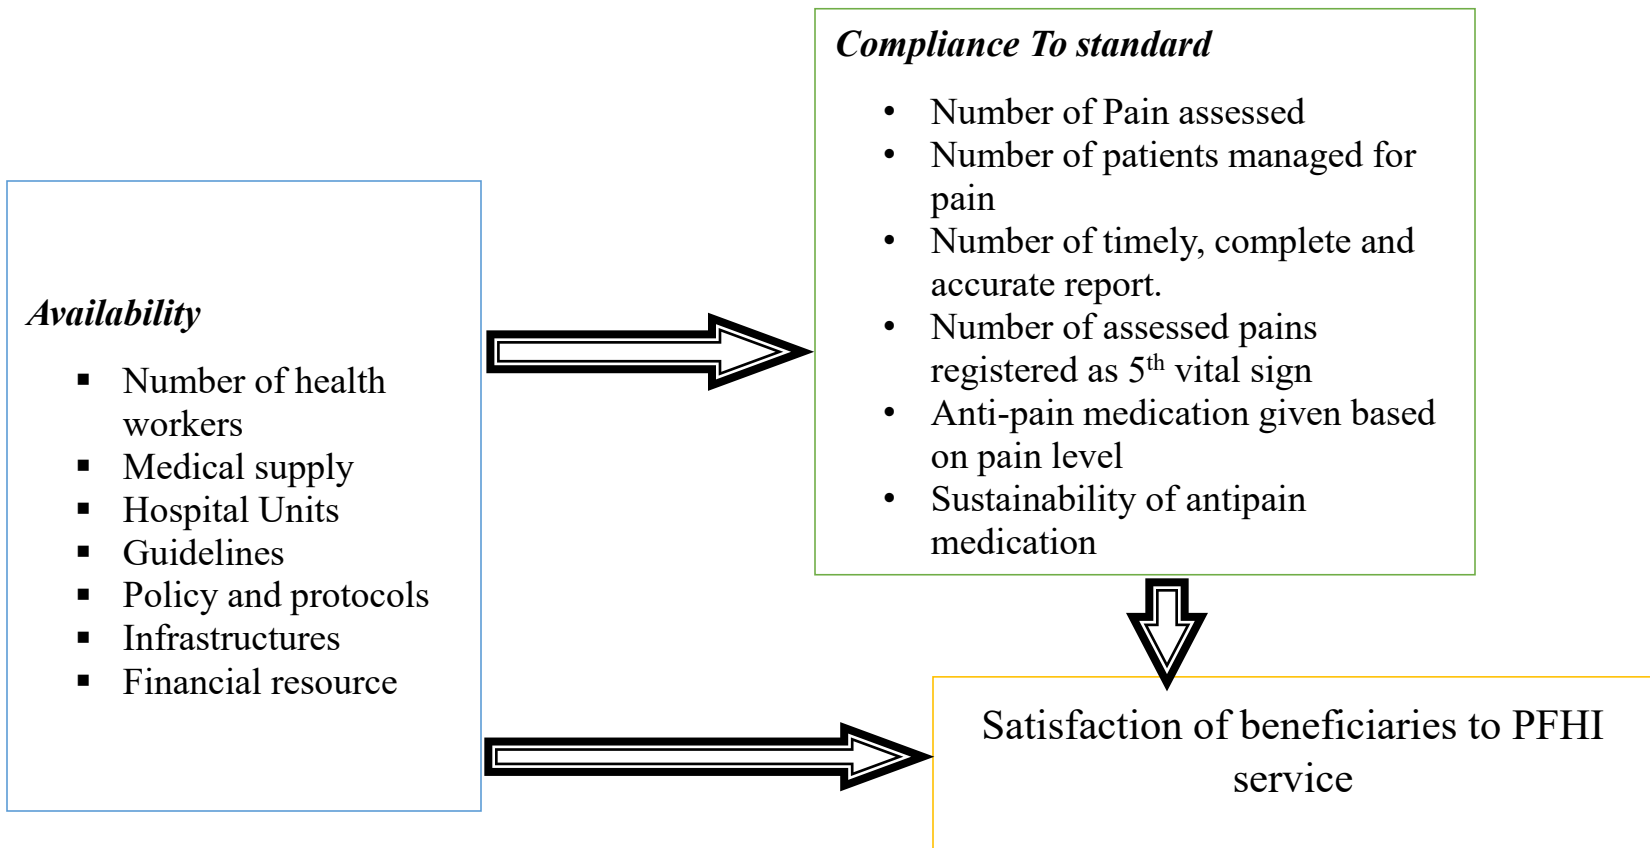 Compliance To standard
• Number of Pain assessed
• Number of patients managed for
pain
• Number of timely, complete and
accurate report.
• Number of assessed pains
registered as 5th vital sign
• Anti-pain medication given based
on pain level
• Sustainability of antipain
medication
Availability
▪ Number of health
workers
▪ Medical supply
▪ Hospital Units
▪ Guidelines
▪ Policy and protocols
▪ Infrastructures
▪ Financial resource
Satisfaction of beneficiaries to PFHI
service